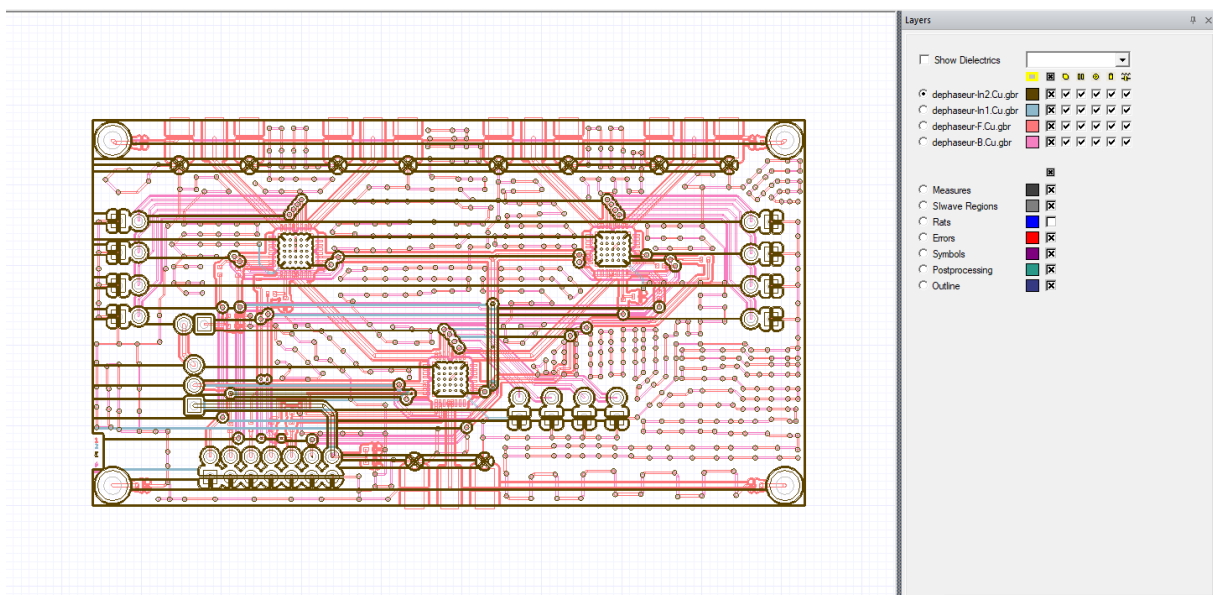 Layers
Show Dielectrics
dephaseur-In2.Cu.gbr
dephaseur-In1.Cu.gbr
dephaseur-F.Cu.gbr
dephaseur-B.Cu.gbr
Measures
SIwave Regions
Rats
Errors
Symbols
Postprocessing
Outline